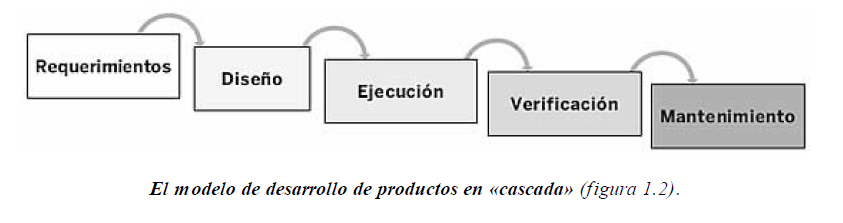 Requerimientos
Diseño
Ejecución
Verificación
Mantenimiento
El modelo de desarrollo de productos en «cascada» (figura 1.2).